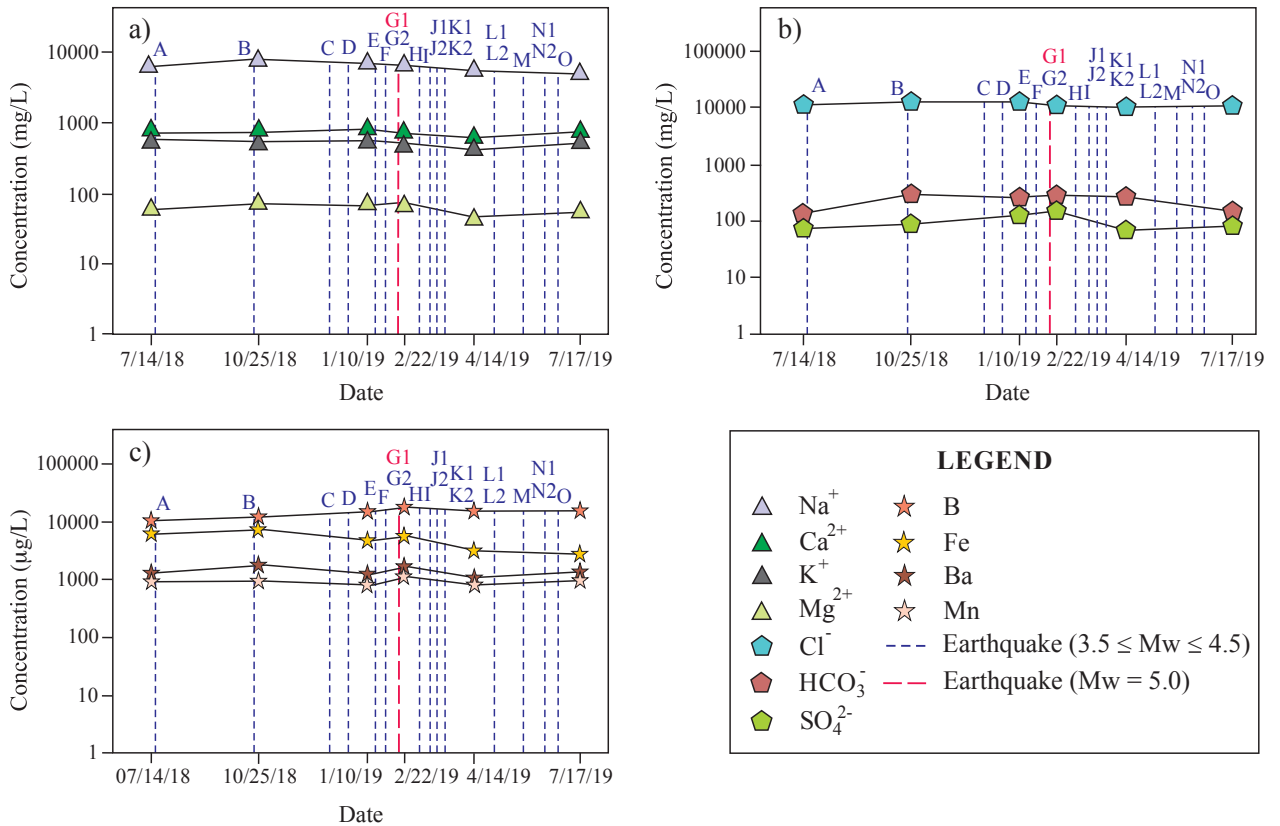 a)
G1
G2
A
B
C
D
E
F
HI
J1
J2
K1
K2
L1
L2
M
N1
N2
O
10000
1000
100
10
1
Concentration (mg/L)
7/14/18
10/25/18
1/10/19
2/22/19
4/14/19
7/17/19
Date
b)
G1
G2
A
B
C
D
E
F
HI
J1
J2
K1
K2
L1
L2
M
N1
N2
O
100000
10000
1000
100
10
1
Concentration (mg/L)
7/14/18
10/25/18
1/10/19
2/22/19
4/14/19
7/17/19
Date
c)
G1
G2
A
B
C
D
E
F
HI
J1
J2
K1
K2
L1
L2
M
N1
N2
O
100000
10000
1000
100
10
1
Concentration (µg/L)
07/14/18
10/25/18
1/10/19
2/22/19
4/14/19
7/17/19
Date
LEGEND
Na⁺
Ca²⁺
K⁺
Mg²⁺
Cl⁻
HCO₃⁻
SO₄²⁻
B
Fe
Ba
Mn
Earthquake (3.5 ≤ Mw ≤ 4.5)
Earthquake (Mw = 5.0)